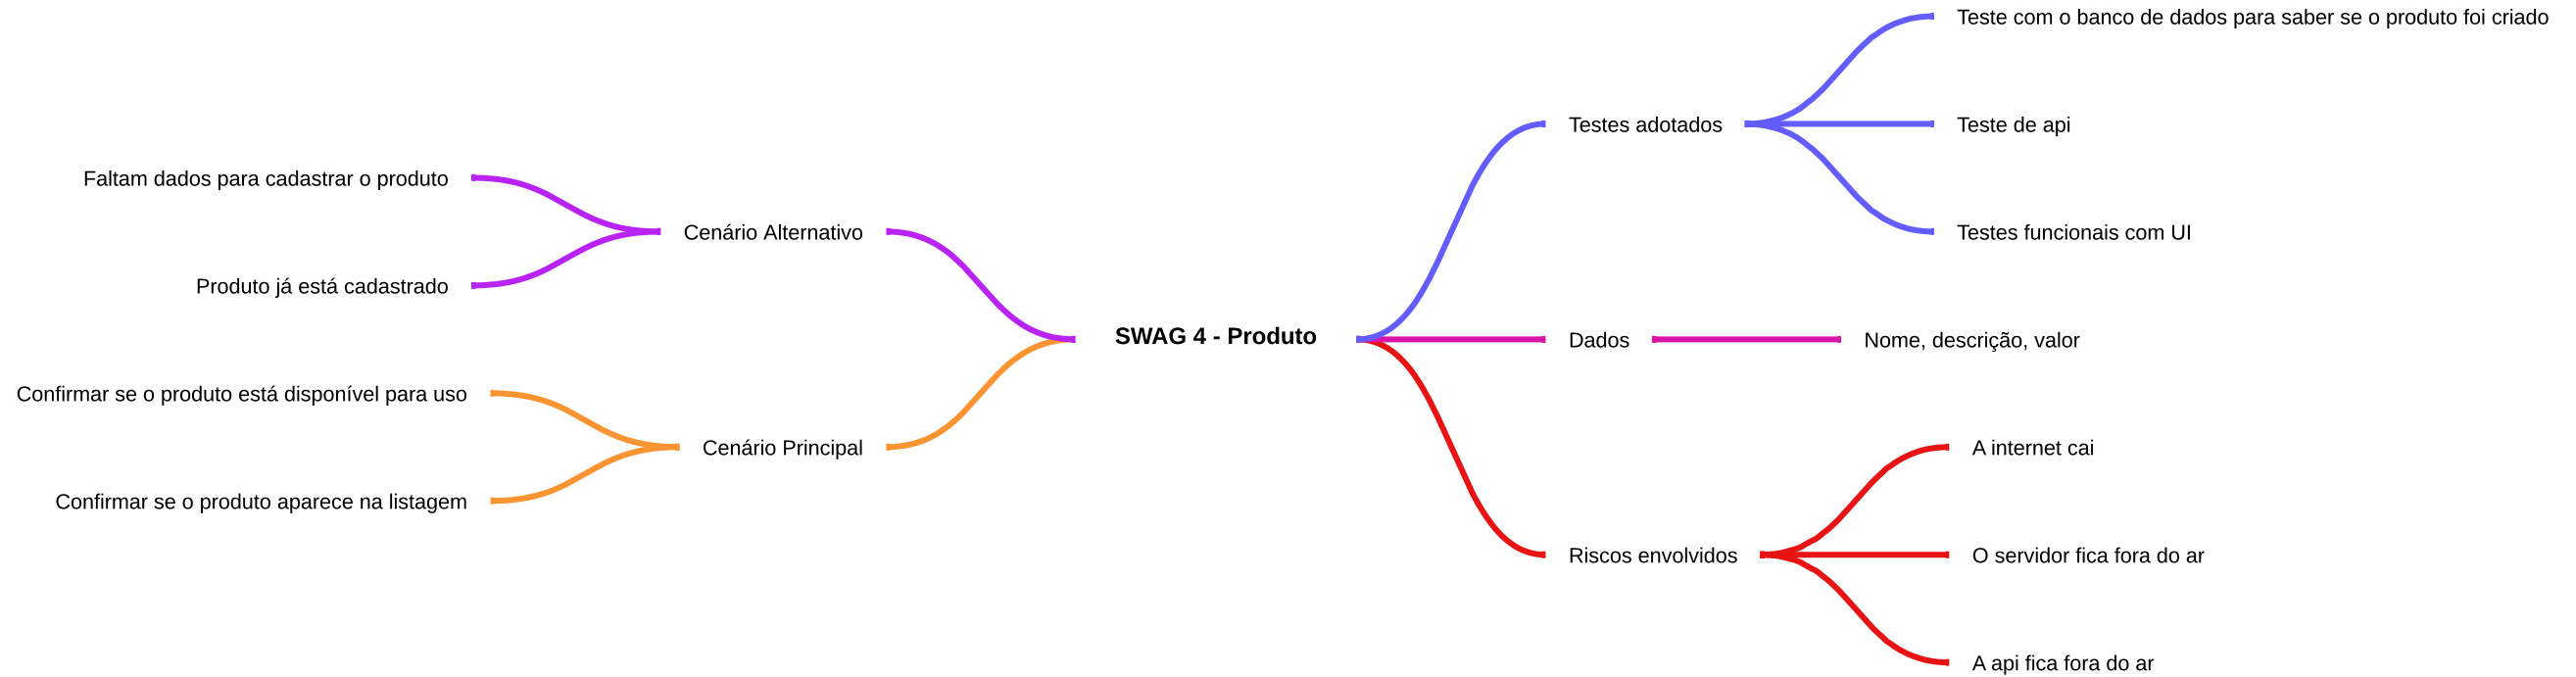 SWAG 4 - Produto
Testes adotados
Teste com o banco de dados para saber se o produto foi criado
Teste de api
Testes funcionais com UI
Dados
Nome, descrição, valor
Riscos envolvidos
A internet cai
O servidor fica fora do ar
A api fica fora do ar
Cenário Alternativo
Faltam dados para cadastrar o produto
Produto já está cadastrado
Cenário Principal
Confirmar se o produto está disponível para uso
Confirmar se o produto aparece na listagem